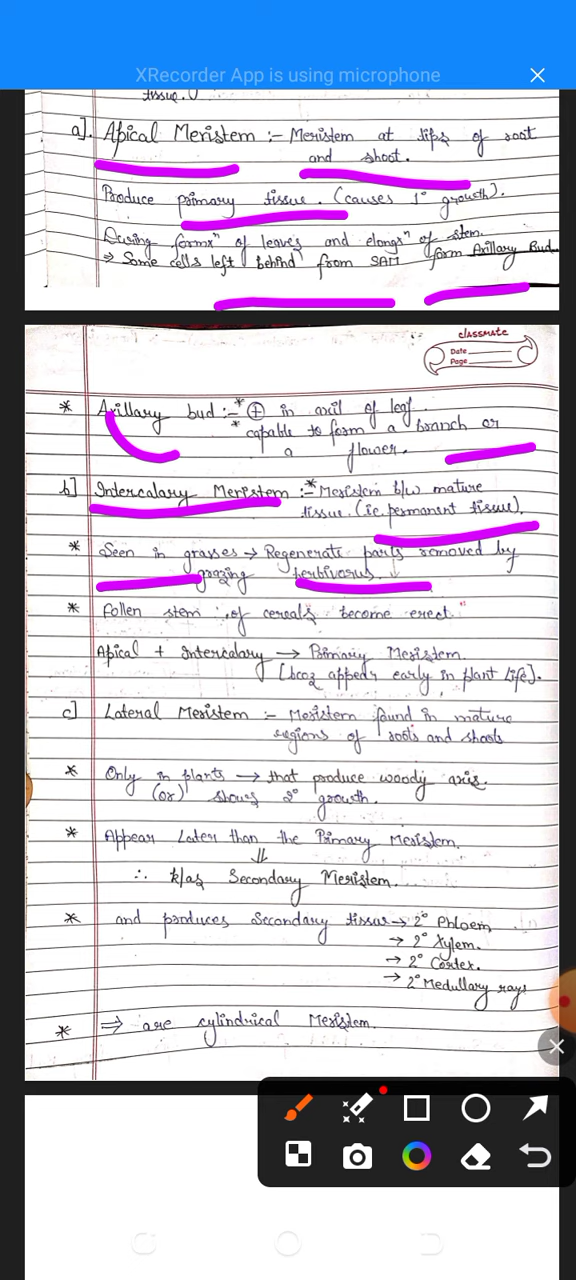 XRecorder App is using microphone
tissue.
a]. Apical Meristem :- Meristem at tips of root
and shoot.
Produce primary tissue. (causes 1° growth).
During formxⁿ of leaves and elongⁿ of stem.
→ Some cells left behind from SAM form Axillary Bud
classmate
Date
Page
* Axillary bud :- * ⊕ in axil of leaf.
* capable to form a branch or
a flower.
b] Intercalary Meristem :- * Meristem b/w mature
tissue. (i.e. permanent tissue).
* Seen in grasses → Regenerate parts removed by
grazing herbivorus.
* Follen stem of cereals become erect.
Apical + Intercalary → Primary Meristem.
[bcoz appear early in plant life].
c] Lateral Meristem :- Meristem found in mature
regions of roots and shoots
* Only in plants → that produce woody axis.
(or) shows 2° growth.
* Appear Later than the Primary Meristem.
⇓
∴ k/as Secondary Meristem.
* and produces Secondary tissue → 2° Phloem
→ 2° Xylem.
→ 2° Cortex.
→ 2° Medullary rays
* ⇒ are cylindrical Meristem.